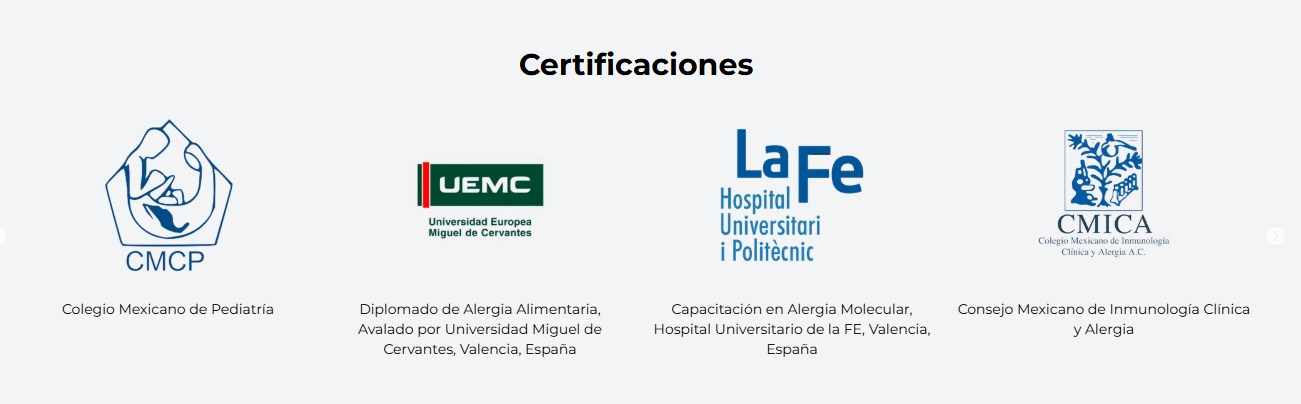 Certificaciones
CMCP
Colegio Mexicano de Pediatría
UEMC
Universidad Europea
Miguel de Cervantes
Diplomado de Alergia Alimentaria,
Avalado por Universidad Miguel de
Cervantes, Valencia, España
La Fe
Hospital
Universitari
i Politècnic
Capacitación en Alergia Molecular,
Hospital Universitario de la FE, Valencia,
España
CMICA
Colegio Mexicano de Inmunología
Clínica y Alergia A.C.
Consejo Mexicano de Inmunología Clínica
y Alergia